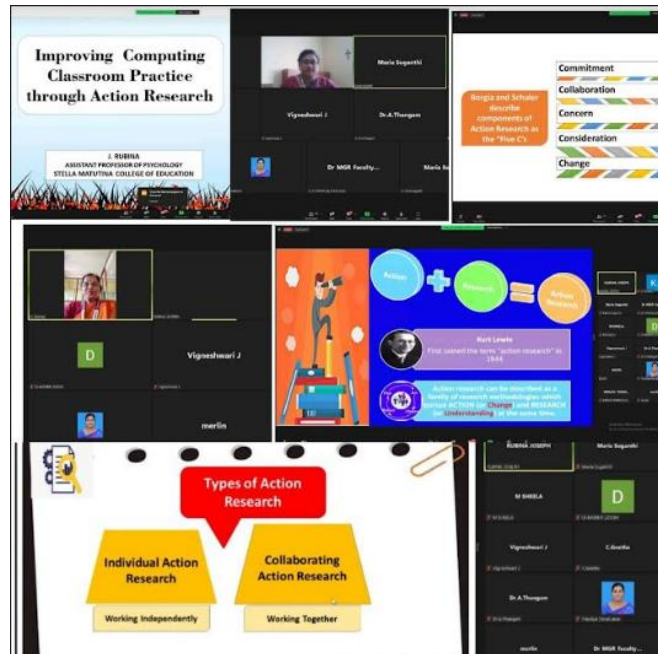 Improving Computing
Classroom Practice
through Action Research
J. RUBINA
ASSISTANT PROFESSOR OF PSYCHOLOGY
STELLA MATUTINA COLLEGE OF EDUCATION
Maria Suganthi
Vigneshwari J
Dr.A.Thangam
Dr MGR Faculty...
Maria Su
Borgia and Schaler
describe
components of
Action Research as
the "Five C's
Commitment
Collaboration
Concern
Consideration
Change
D
Vigneshwari J
merlin
Action
Research
Action
Research
Kurt Lewin
First coined the term "action research" in
1944
Action research can be described as a
family of research methodologies which
pursue ACTION (or Change) and RESEARCH
(or Understanding) at the same time.
Types of Action
Research
Individual Action
Research
Collaborating
Action Research
Working Independently
Working Together
RUBINA JOSEPH
Maria Suganthi
M SHEELA
D
Vigneshwari J
Dr.A.Thangam
merlin
Dr MGR Faculty...